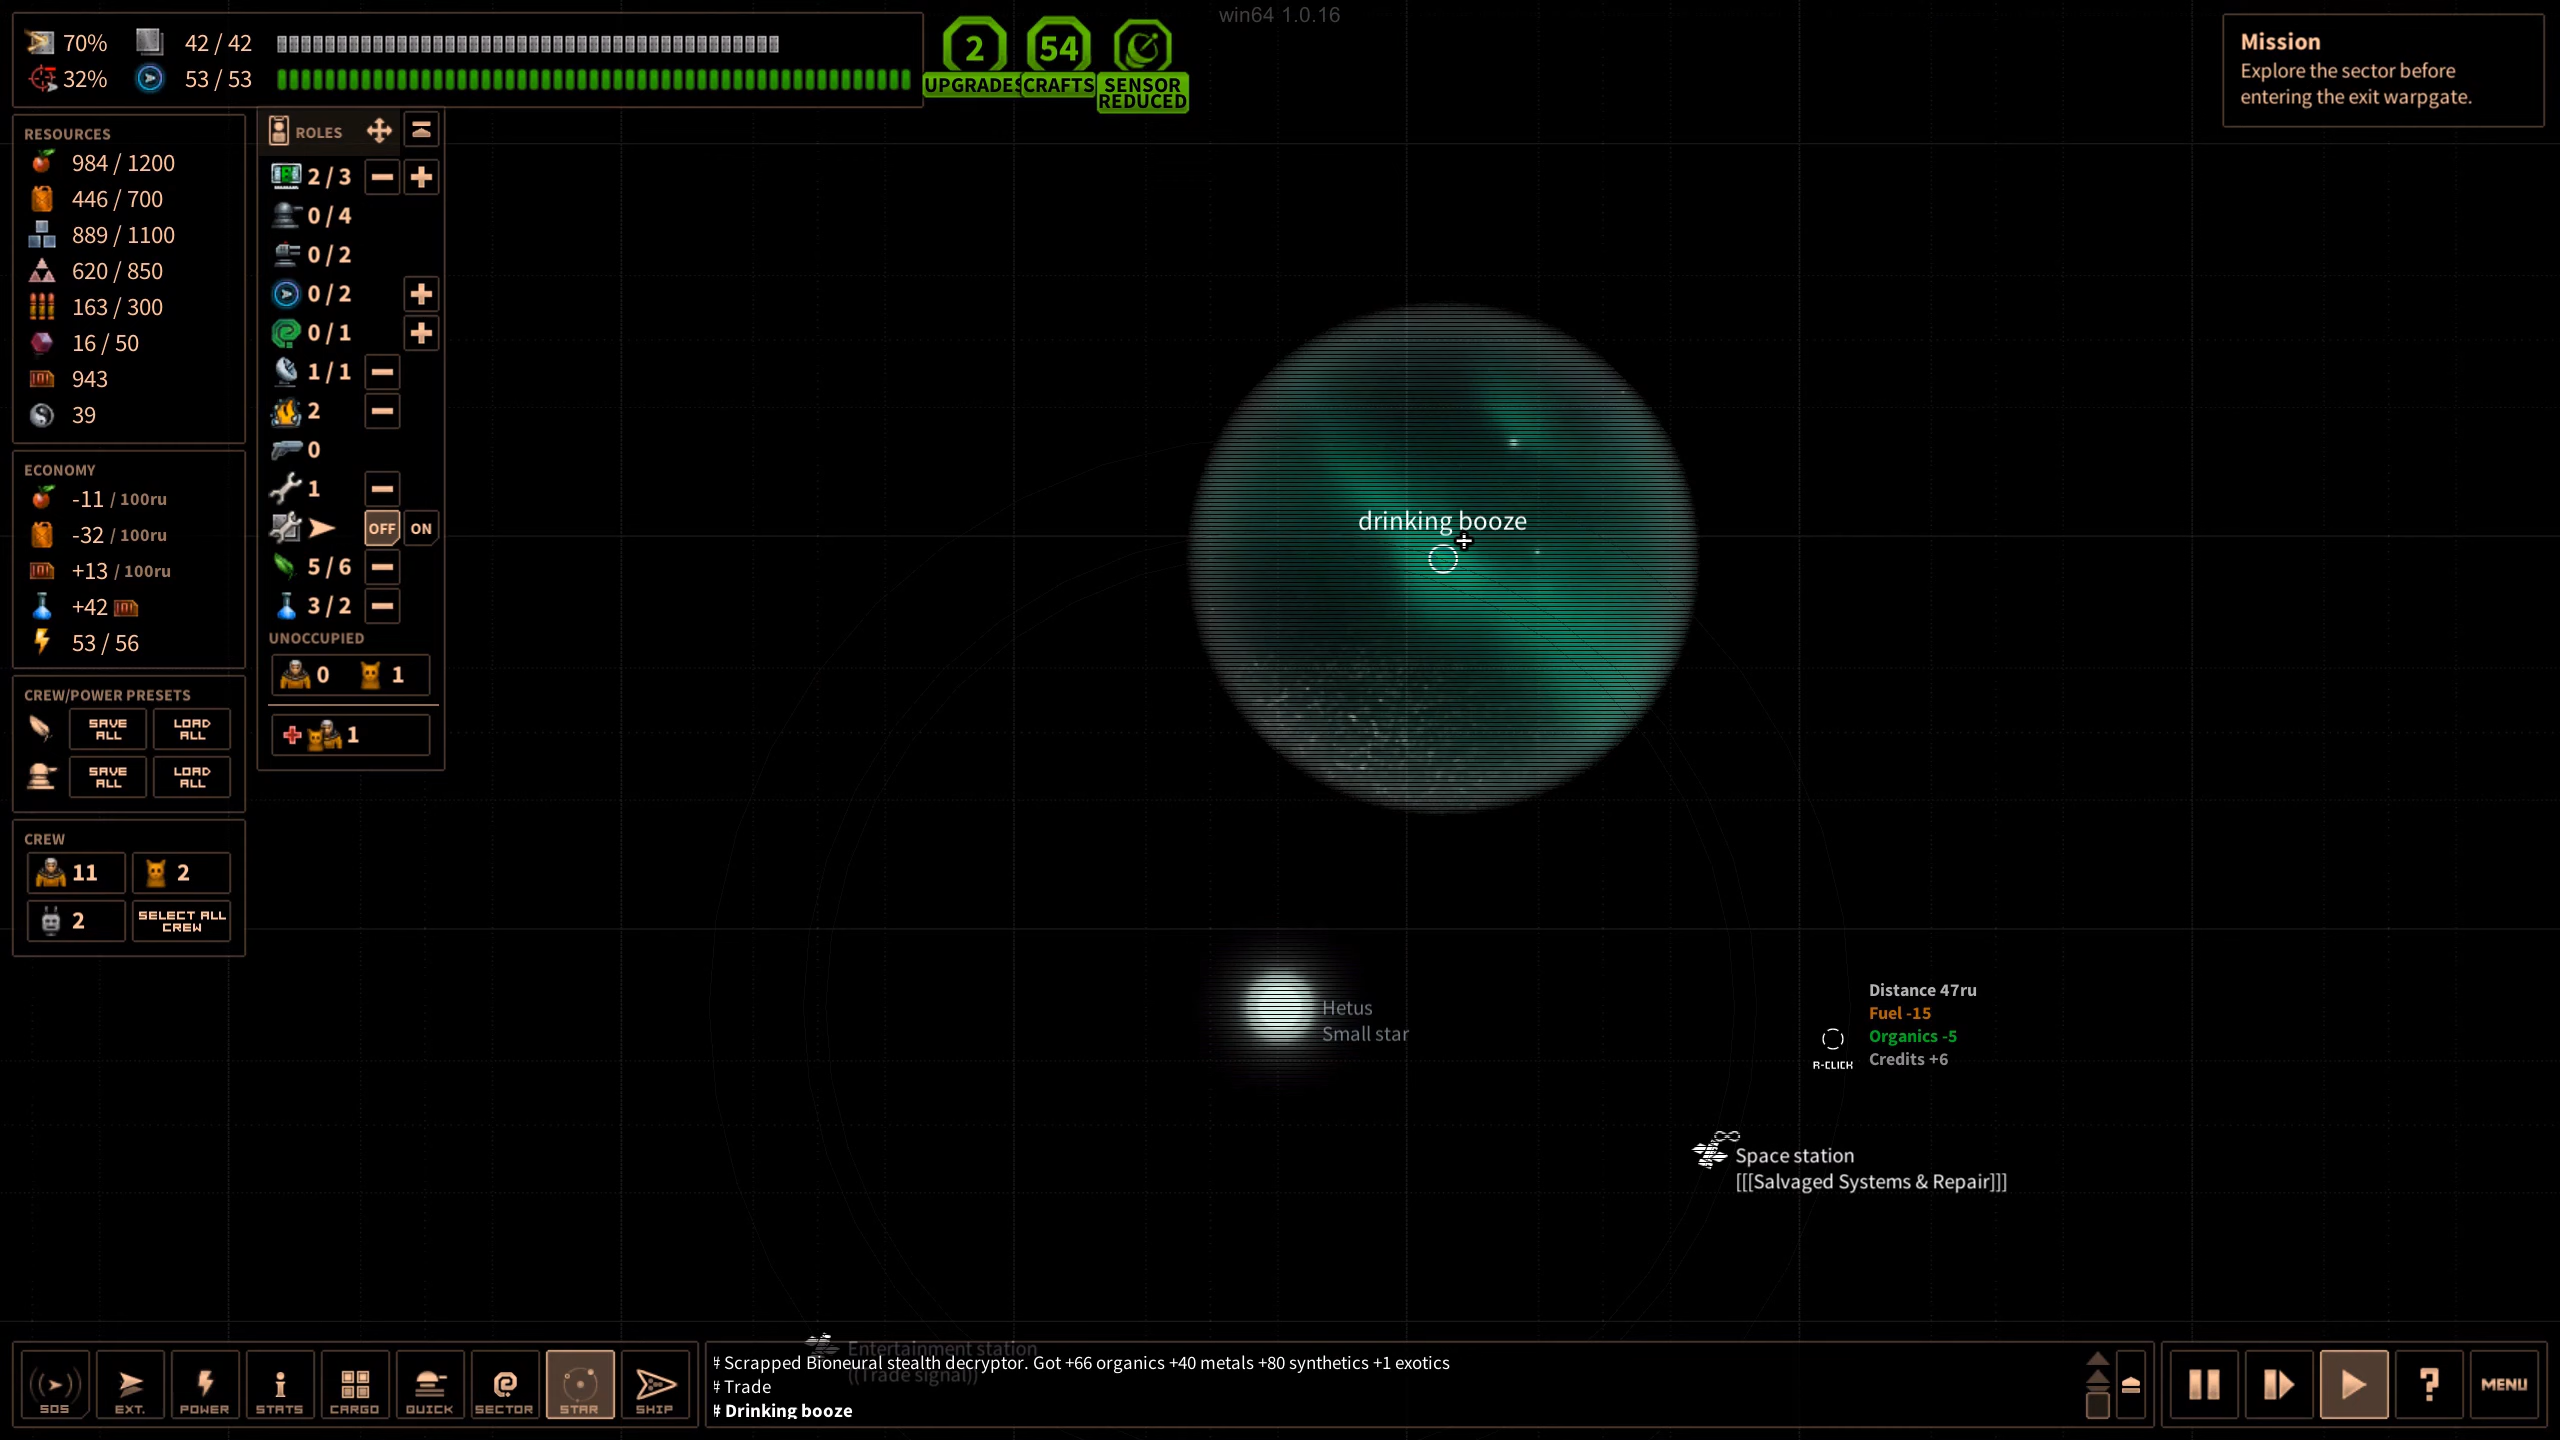 win64 1.0.16
70%
42 / 42
32%
53 / 53
2
UPGRADES
54
CRAFTS
SENSOR
REDUCED
Mission
Explore the sector before
entering the exit warpgate.
RESOURCES
984 / 1200
446 / 700
889 / 1100
620 / 850
163 / 300
16 / 50
943
39
ECONOMY
-11 / 100ru
-32 / 100ru
+13 / 100ru
+42
53 / 56
CREW/POWER PRESETS
SAVE ALL
LOAD ALL
SAVE ALL
LOAD ALL
CREW
11
2
2
SELECT ALL CREW
ROLES
2 / 3
0 / 4
0 / 2
0 / 2
0 / 1
1 / 1
2
0
1
OFF
ON
5 / 6
3 / 2
UNOCCUPIED
0
1
1
drinking booze
Hetus
Small star
Distance 47ru
Fuel -15
Organics -5
Credits +6
R-CLICK
Space station
[[[Salvaged Systems & Repair]]]
Entertainment station
((Trade signal))
# Scrapped Bioneural stealth decryptor. Got +66 organics +40 metals +80 synthetics +1 exotics
# Trade
# Drinking booze
SOS
EXT.
POWER
STATS
CARGO
QUICK
SECTOR
STAR
SHIP
?
MENU